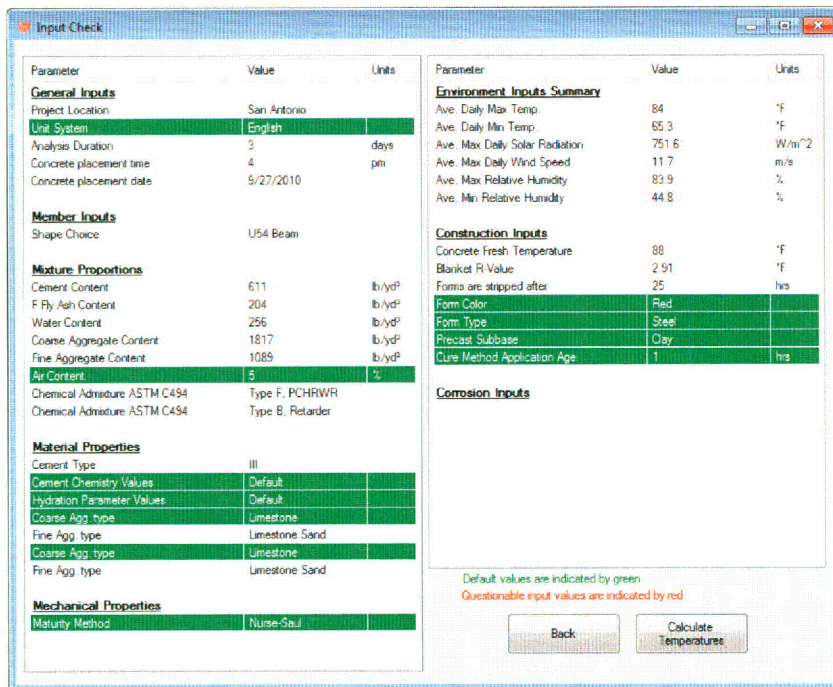 Input Check
Parameter Value Units
General Inputs
Project Location San Antonio
Unit System English
Analysis Duration 3 days
Concrete placement time 4 pm
Concrete placement date 9/27/2010
Member Inputs
Shape Choice U54 Beam
Mixture Proportions
Cement Content 611 lb/yd³
F Fly Ash Content 204 lb/yd³
Water Content 256 lb/yd³
Coarse Aggregate Content 1817 lb/yd³
Fine Aggregate Content 1089 lb/yd³
Air Content 5 %
Chemical Admixture ASTM C494 Type F, PCHRWR
Chemical Admixture ASTM C494 Type B, Retarder
Material Properties
Cement Type III
Cement Chemistry Values Default
Hydration Parameter Values Default
Coarse Agg. type Limestone
Fine Agg. type Limestone Sand
Coarse Agg. type Limestone
Fine Agg. type Limestone Sand
Mechanical Properties
Maturity Method Nurse-Saul
Parameter Value Units
Environment Inputs Summary
Ave. Daily Max Temp. 84 °F
Ave. Daily Min Temp. 65.3 °F
Ave. Max Daily Solar Radiation 751.6 W/m^2
Ave. Max Daily Wind Speed 11.7 m/s
Ave. Max Relative Humidity 83.9 %
Ave. Min Relative Humidity 44.8 %
Construction Inputs
Concrete Fresh Temperature 88 °F
Blanket R-Value 2.91 °F
Forms are stripped after 25 hrs
Form Color Red
Form Type Steel
Precast Subbase Clay
Cure Method Application Age 1 hrs
Corrosion Inputs
Default values are indicated by green
Questionable input values are indicated by red
Back
Calculate
Temperatures